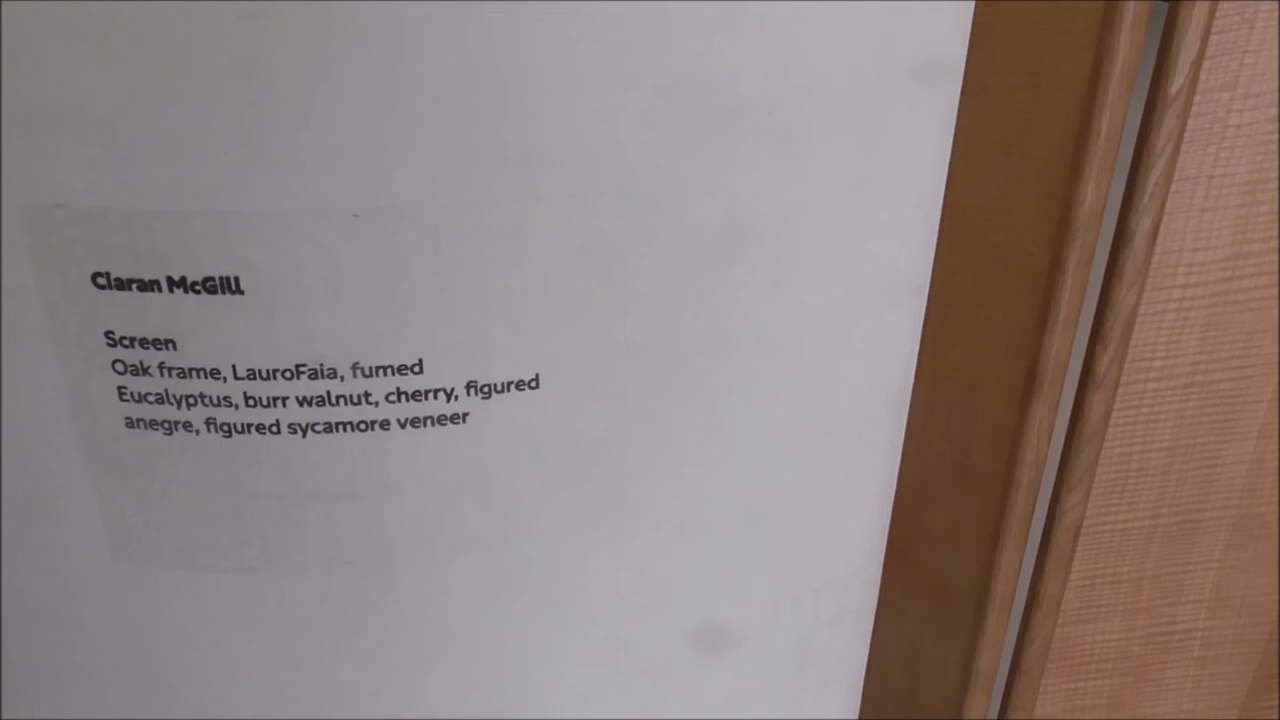 Ciaran McGill
Screen
Oak frame, LauroFaia, fumed
Eucalyptus, burr walnut, cherry, figured
anegre, figured sycamore veneer